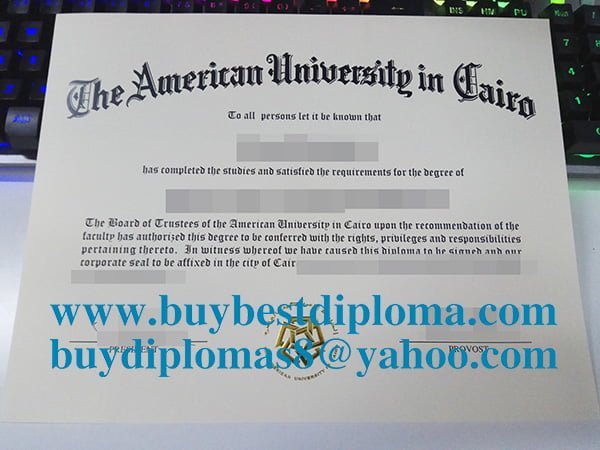 The American University in Cairo
To all persons let it be known that
has completed the studies and satisfied the requirements for the degree of
The Board of Trustees of the American University in Cairo upon the recommendation of the
faculty has authorized this degree to be conferred with the rights, privileges and responsibilities
pertaining thereto. In witness whereof we have caused this diploma to be signed and our
corporate seal to be affixed in the city of Cair
www.buybestdiploma.com
PRESIDENT
PROVOST
buydiplomas8@yahoo.com
AMERICAN UNIVERSITY